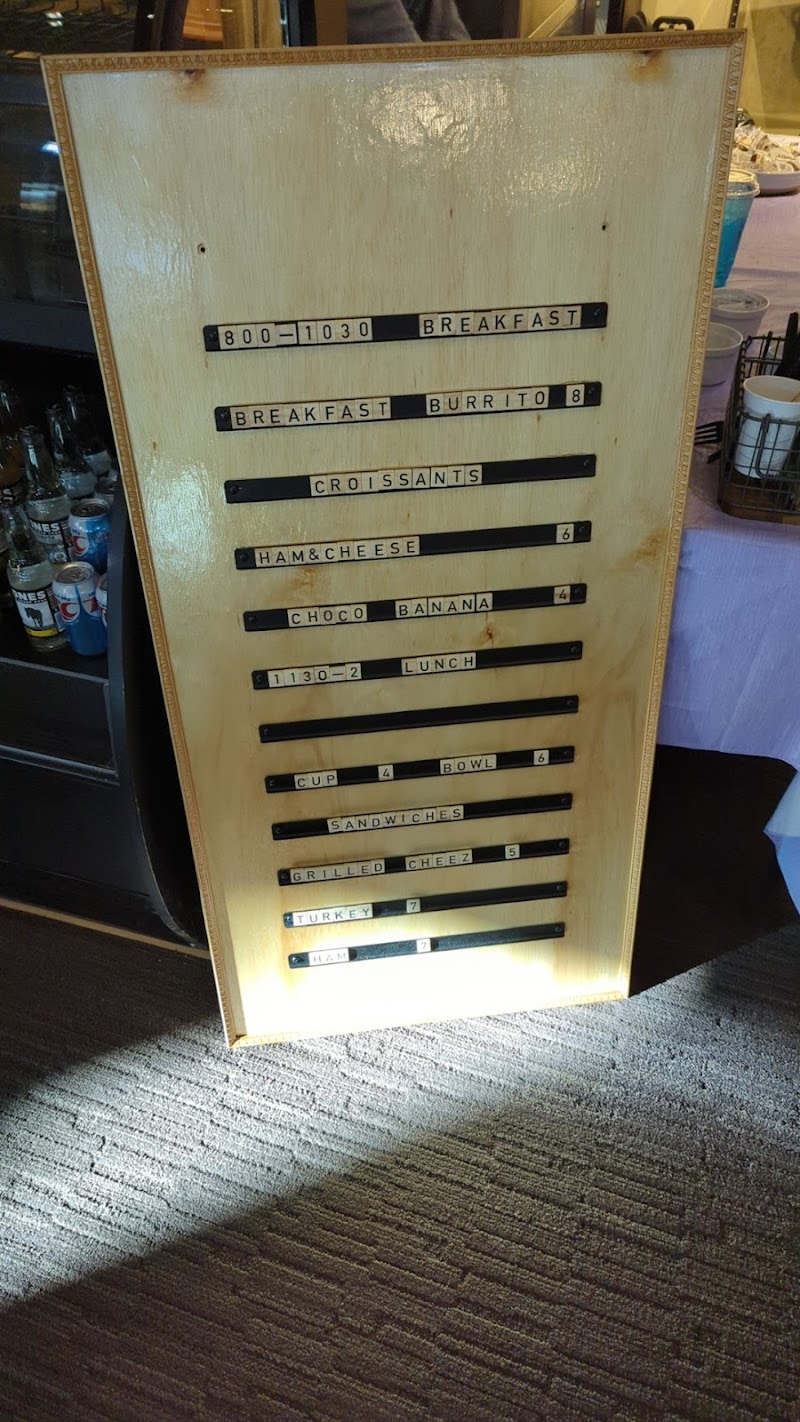 800-1030 BREAKFAST
BREAKFAST BURRITO 8
CROISSANTS
HAM&CHEESE 6
CHOCO BANANA 4
1130-2 LUNCH
CUP 4 BOWL 6
SANDWICHES
GRILLED CHEEZ 5
TURKEY 7
HAM 7